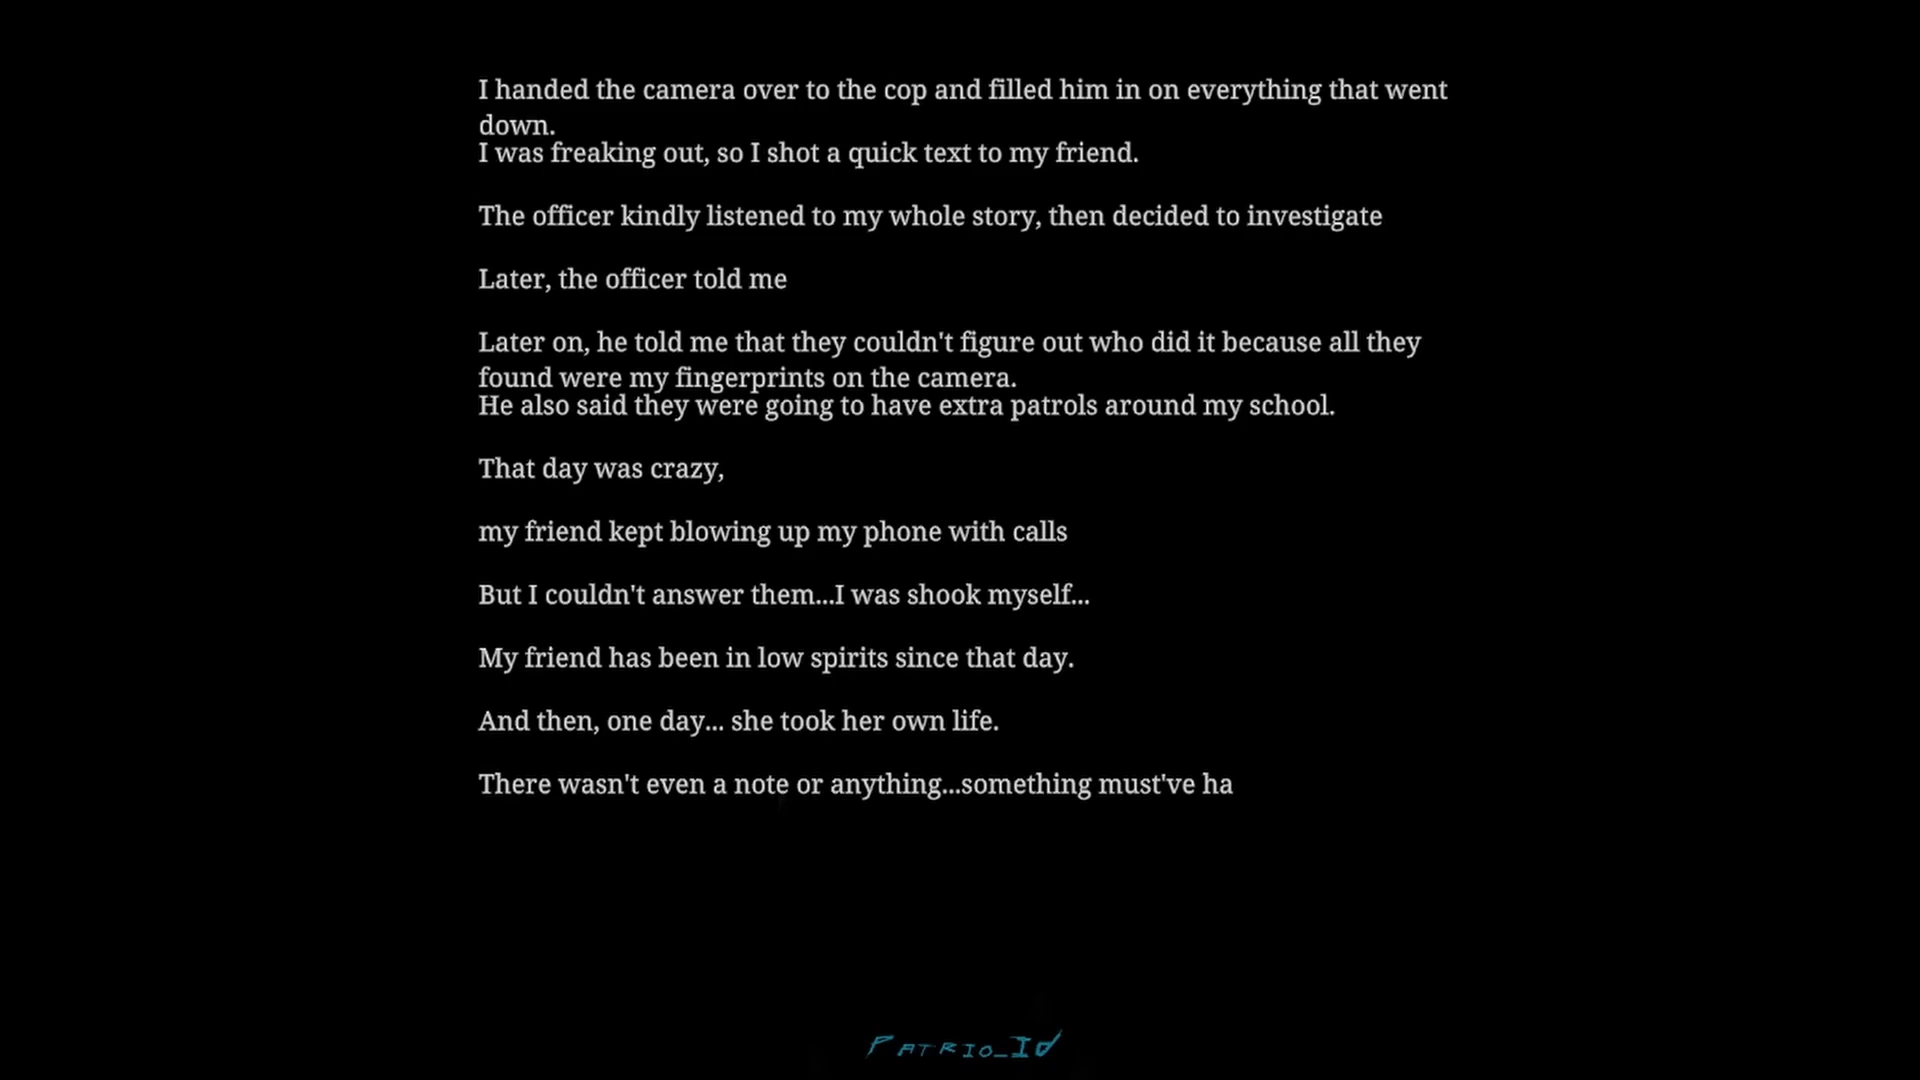 I handed the camera over to the cop and filled him in on everything that went
down.
I was freaking out, so I shot a quick text to my friend.
The officer kindly listened to my whole story, then decided to investigate
Later, the officer told me
Later on, he told me that they couldn't figure out who did it because all they
found were my fingerprints on the camera.
He also said they were going to have extra patrols around my school.
That day was crazy,
my friend kept blowing up my phone with calls
But I couldn't answer them...I was shook myself...
My friend has been in low spirits since that day.
And then, one day... she took her own life.
There wasn't even a note or anything...something must've ha
PATRIO_Id